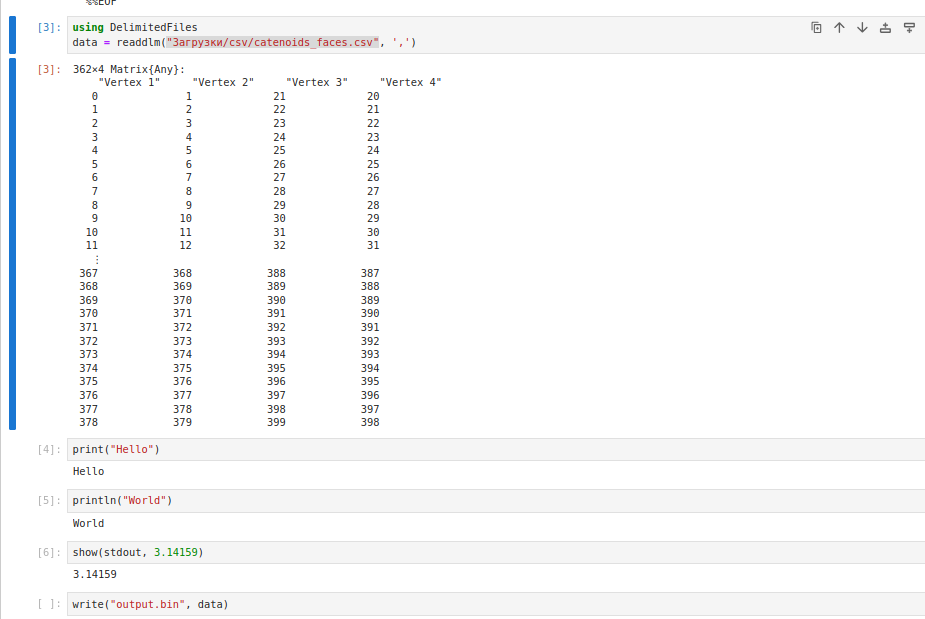 %%EOF
[3]: using DelimitedFiles
data = readdlm("Загрузки/csv/catenoids_faces.csv", ',')
[3]: 362×4 Matrix{Any}:
"Vertex 1" "Vertex 2" "Vertex 3" "Vertex 4"
0 1 21 20
1 2 22 21
2 3 23 22
3 4 24 23
4 5 25 24
5 6 26 25
6 7 27 26
7 8 28 27
8 9 29 28
9 10 30 29
10 11 31 30
11 12 32 31
⋮
367 368 388 387
368 369 389 388
369 370 390 389
370 371 391 390
371 372 392 391
372 373 393 392
373 374 394 393
374 375 395 394
375 376 396 395
376 377 397 396
377 378 398 397
378 379 399 398
[4]: print("Hello")
Hello
[5]: println("World")
World
[6]: show(stdout, 3.14159)
3.14159
[ ]: write("output.bin", data)